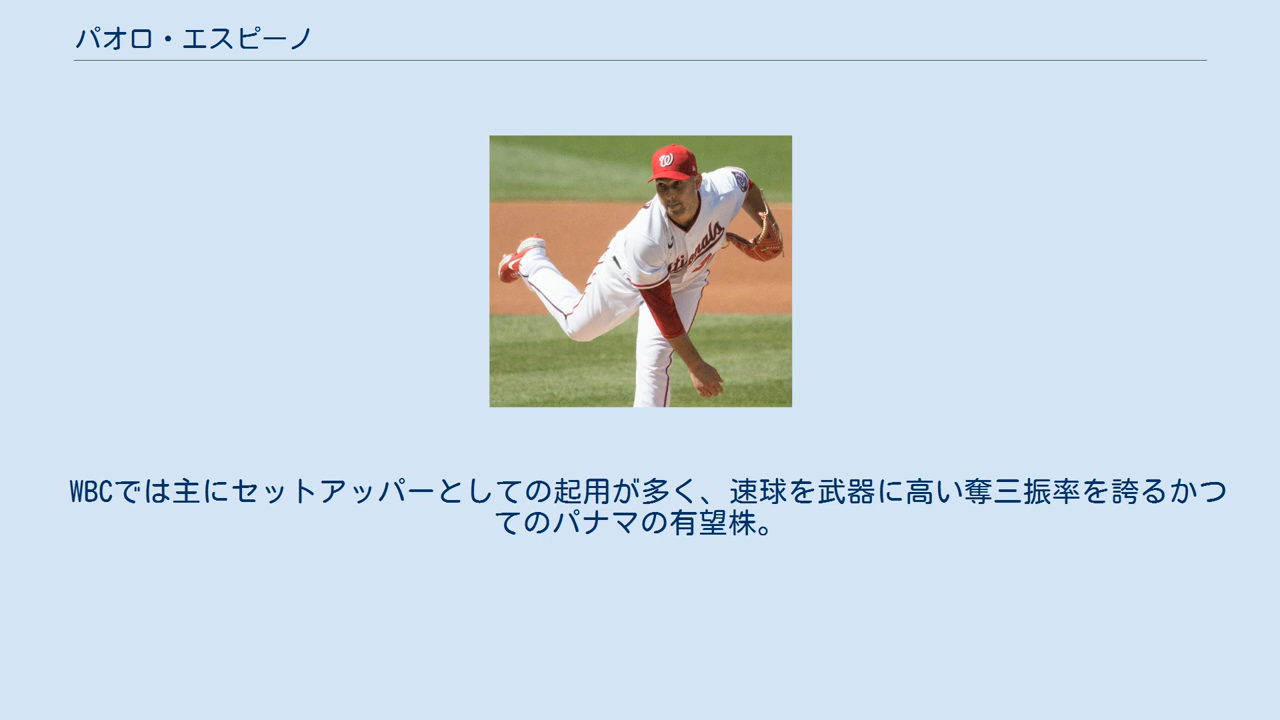 パオロ・エスピーノ
W
Nationals
WBCでは主にセットアッパーとしての起用が多く、速球を武器に高い奪三振率を誇るかつ
てのパナマの有望株。